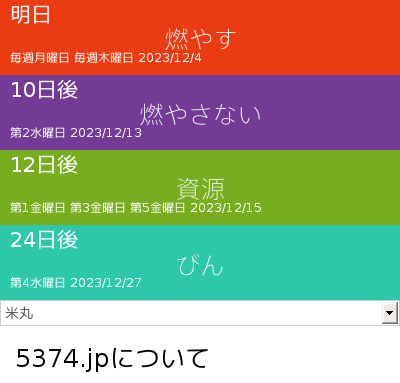 明日
燃やす
毎週月曜日 毎週木曜日 2023/12/4
10日後
燃やさない
第2水曜日 2023/12/13
12日後
資源
第1金曜日 第3金曜日 第5金曜日 2023/12/15
24日後
びん
第4水曜日 2023/12/27
米丸
5374.jpについて